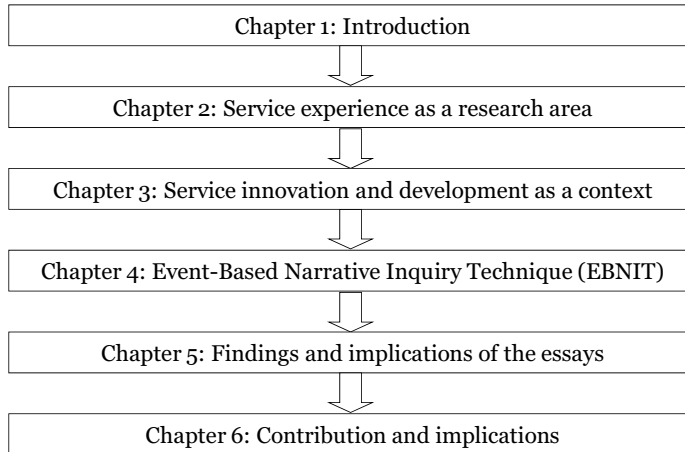 Chapter 1: Introduction
Chapter 2: Service experience as a research area
Chapter 3: Service innovation and development as a context
Chapter 4: Event-Based Narrative Inquiry Technique (EBNIT)
Chapter 5: Findings and implications of the essays
Chapter 6: Contribution and implications